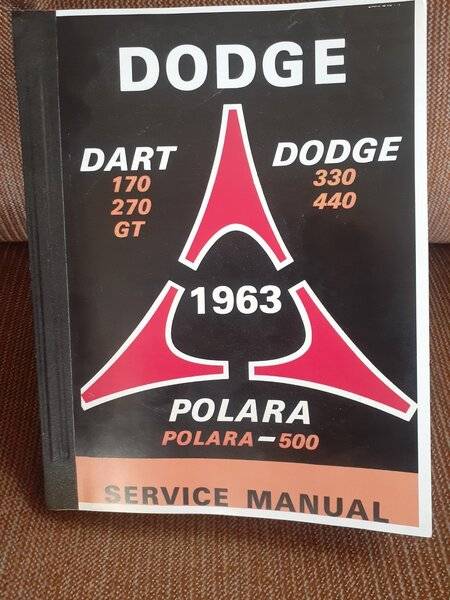 DODGE
DART
170
270
GT
DODGE
330
440
1963
POLARA
POLARA-500
SERVICE MANUAL